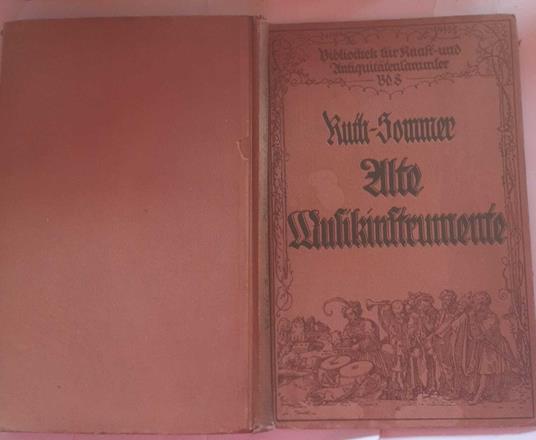 Bibliothek für Kunst- und
Antiquitätensammler
Bd. 8
Ruth-Sommer
Alte
Musikinstrumente